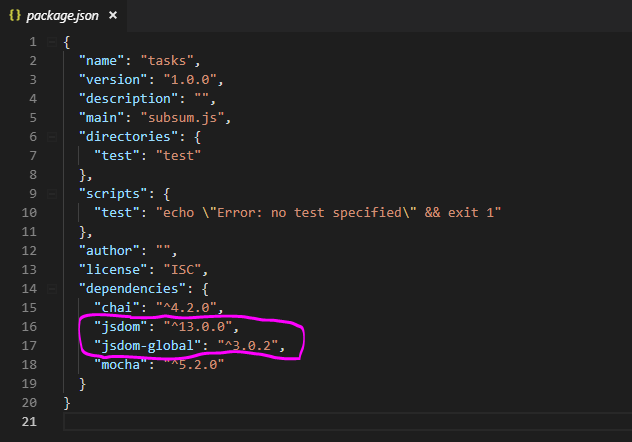 {} package.json ×
1 {
2 "name": "tasks",
3 "version": "1.0.0",
4 "description": "",
5 "main": "subsum.js",
6 "directories": {
7 "test": "test"
8 },
9 "scripts": {
10 "test": "echo \"Error: no test specified\" && exit 1"
11 },
12 "author": "",
13 "license": "ISC",
14 "dependencies": {
15 "chai": "^4.2.0",
16 "jsdom": "^13.0.0",
17 "jsdom-global": "^3.0.2",
18 "mocha": "^5.2.0"
19 }
20 }
21